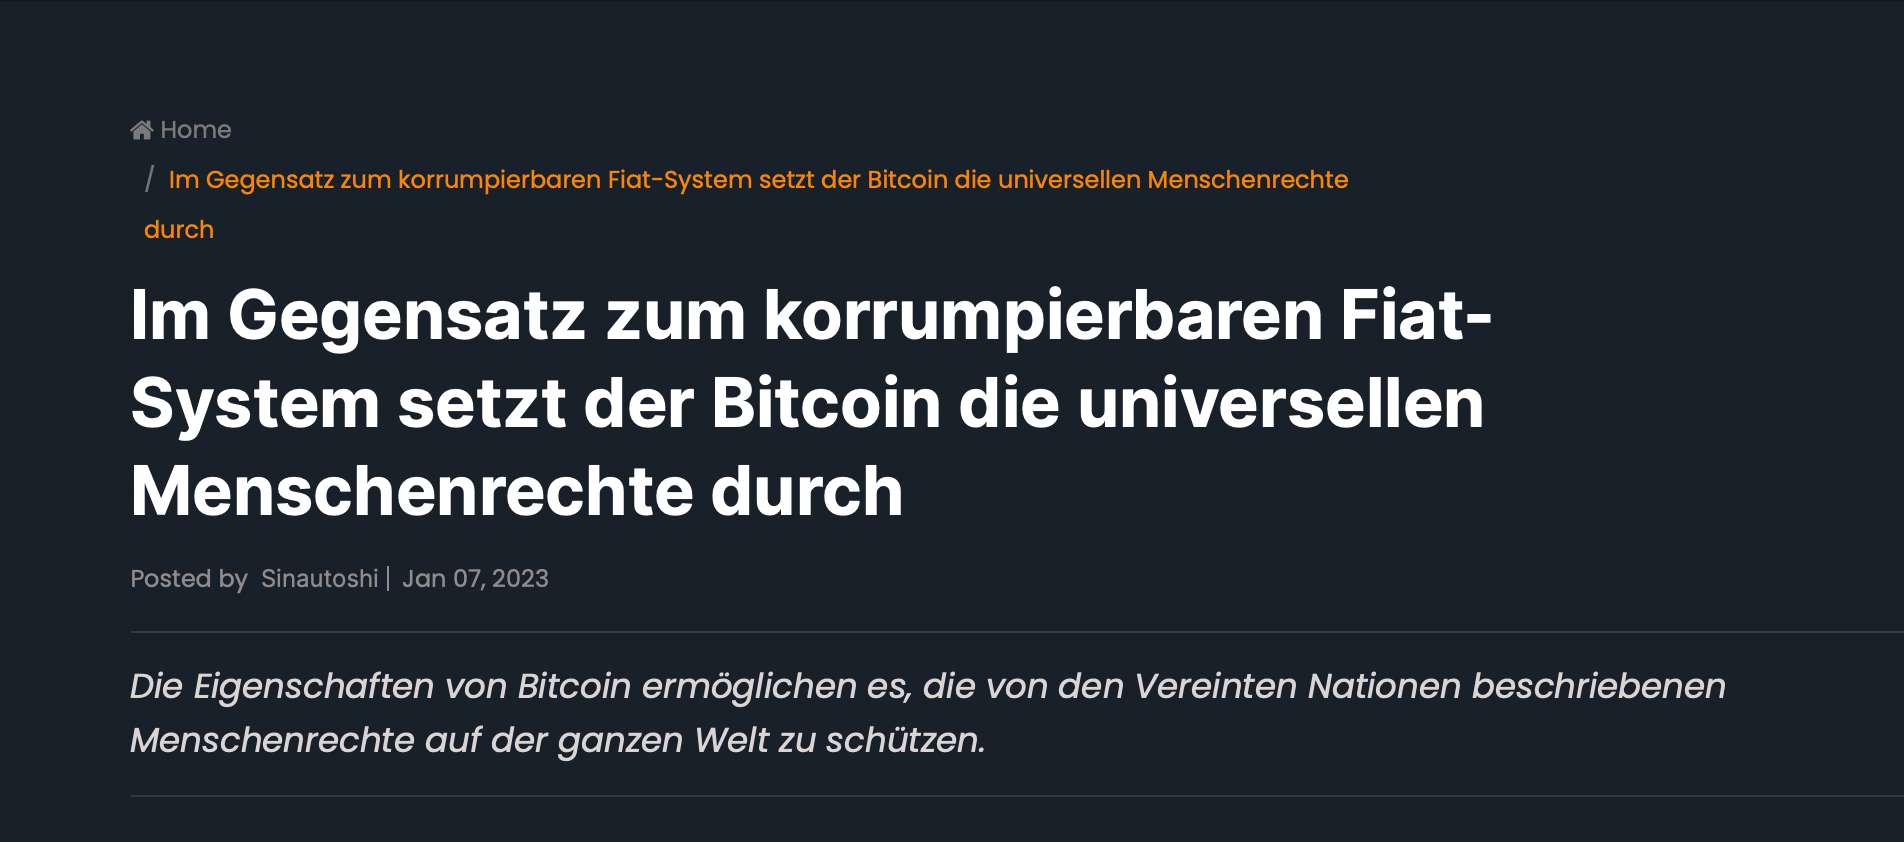 Home
/ Im Gegensatz zum korrumpierbaren Fiat-System setzt der Bitcoin die universellen Menschenrechte
durch
Im Gegensatz zum korrumpierbaren Fiat-
System setzt der Bitcoin die universellen
Menschenrechte durch
Posted by Sinautoshi | Jan 07, 2023
Die Eigenschaften von Bitcoin ermöglichen es, die von den Vereinten Nationen beschriebenen
Menschenrechte auf der ganzen Welt zu schützen.